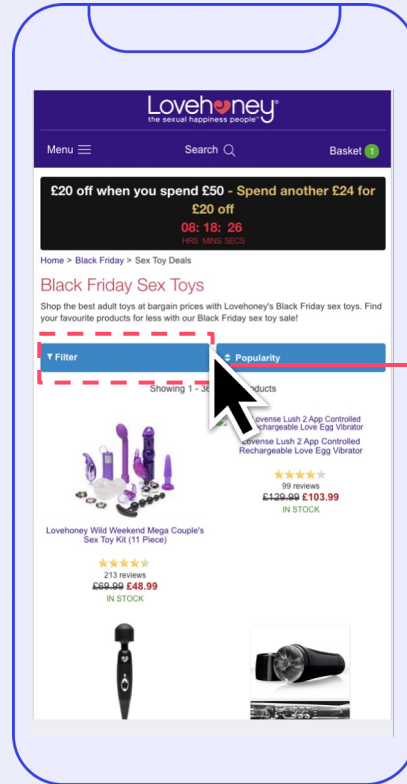 Lovehoney®
the sexual happiness people™
Menu
Search
Basket 1
£20 off when you spend £50 - Spend another £24 for
£20 off
08: 18: 26
HRS MINS SECS
Home > Black Friday > Sex Toy Deals
Black Friday Sex Toys
Shop the best adult toys at bargain prices with Lovehoney's Black Friday sex toys. Find
your favourite products for less with our Black Friday sex toy sale!
Filter
Popularity
Showing 1 - 36
Lovehoney Wild Weekend Mega Couple's
Sex Toy Kit (11 Piece)
213 reviews
£69.99 £48.99
IN STOCK
Lush 2 App Controlled
Love Egg Vibrator
Lovense Lush 2 App Controlled
Rechargeable Love Egg Vibrator
99 reviews
£129.99 £103.99
IN STOCK